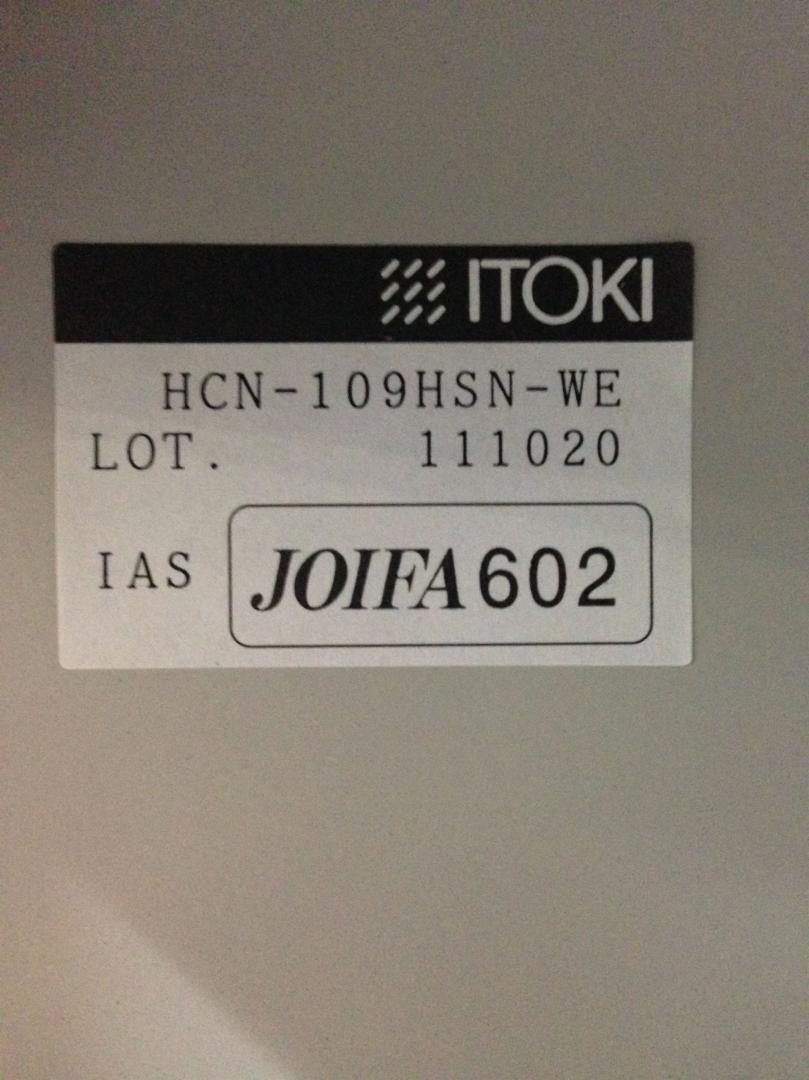 ITOKI
HCN-109HSN-WE
LOT. 111020
IAS JOIFA602